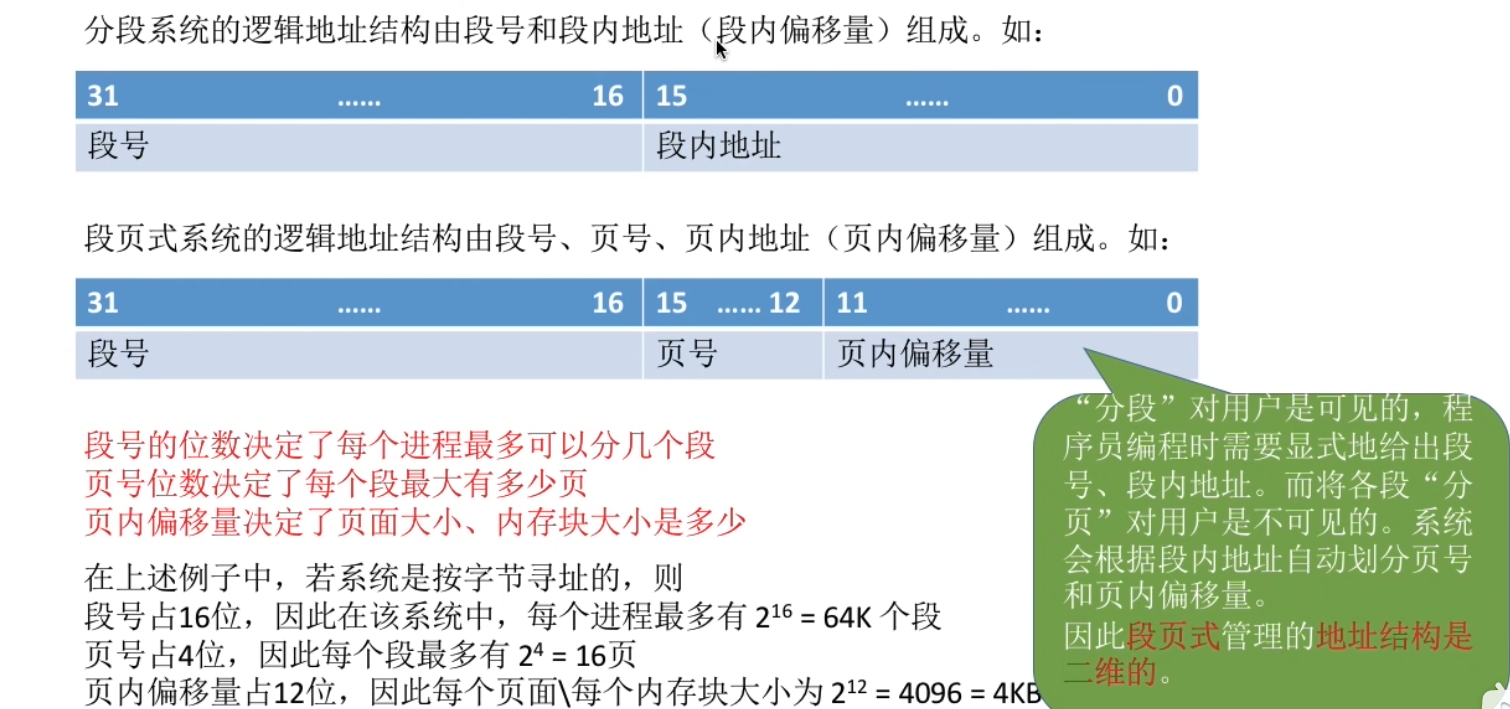 分段系统的逻辑地址结构由段号和段内地址（段内偏移量）组成。如：
31 …… 16 15 …… 0
段号 段内地址
段页式系统的逻辑地址结构由段号、页号、页内地址（页内偏移量）组成。如：
31 …… 16 15 …… 12 11 …… 0
段号 页号 页内偏移量
段号的位数决定了每个进程最多可以分几个段
页号位数决定了每个段最大有多少页
页内偏移量决定了页面大小、内存块大小是多少
在上述例子中，若系统是按字节寻址的，则
段号占16位，因此在该系统中，每个进程最多有 2¹⁶ = 64K 个段
页号占4位，因此每个段最多有 2⁴ = 16页
页内偏移量占12位，因此每个页面\每个内存块大小为 2¹² = 4096 = 4KB
“分段”对用户是可见的，程
序员编程时需要显式地给出段
号、段内地址。而将各段“分
页”对用户是不可见的。系统
会根据段内地址自动划分页号
和页内偏移量。
因此段页式管理的地址结构是
二维的。